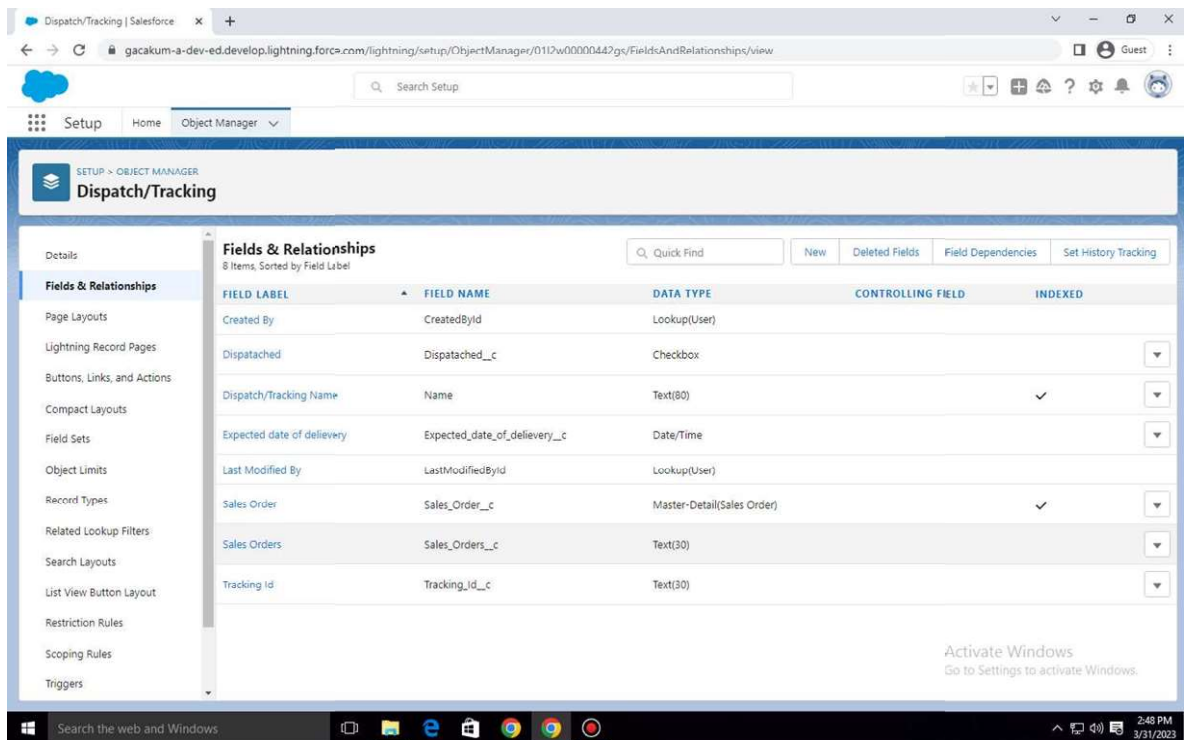 Dispatch/Tracking | Salesforce
gacakum-a-dev-ed.develop.lightning.force.com/lightning/setup/ObjectManager/01I2w00000442gs/FieldsAndRelationships/view
Guest
Search Setup
Setup Home Object Manager
SETUP > OBJECT MANAGER
Dispatch/Tracking
Details
Fields & Relationships
Page Layouts
Lightning Record Pages
Buttons, Links, and Actions
Compact Layouts
Field Sets
Object Limits
Record Types
Related Lookup Filters
Search Layouts
List View Button Layout
Restriction Rules
Scoping Rules
Triggers
Fields & Relationships
8 Items, Sorted by Field Label
Quick Find New Deleted Fields Field Dependencies Set History Tracking
FIELD LABEL FIELD NAME DATA TYPE CONTROLLING FIELD INDEXED
Created By CreatedById Lookup(User)
Dispatached Dispatached__c Checkbox
Dispatch/Tracking Name Name Text(80)
Expected date of delievery Expected_date_of_delievery__c Date/Time
Last Modified By LastModifiedById Lookup(User)
Sales Order Sales_Order__c Master-Detail(Sales Order)
Sales Orders Sales_Orders__c Text(30)
Tracking Id Tracking_Id__c Text(30)
Activate Windows
Go to Settings to activate Windows.
Search the web and Windows
2:48 PM
3/31/2023